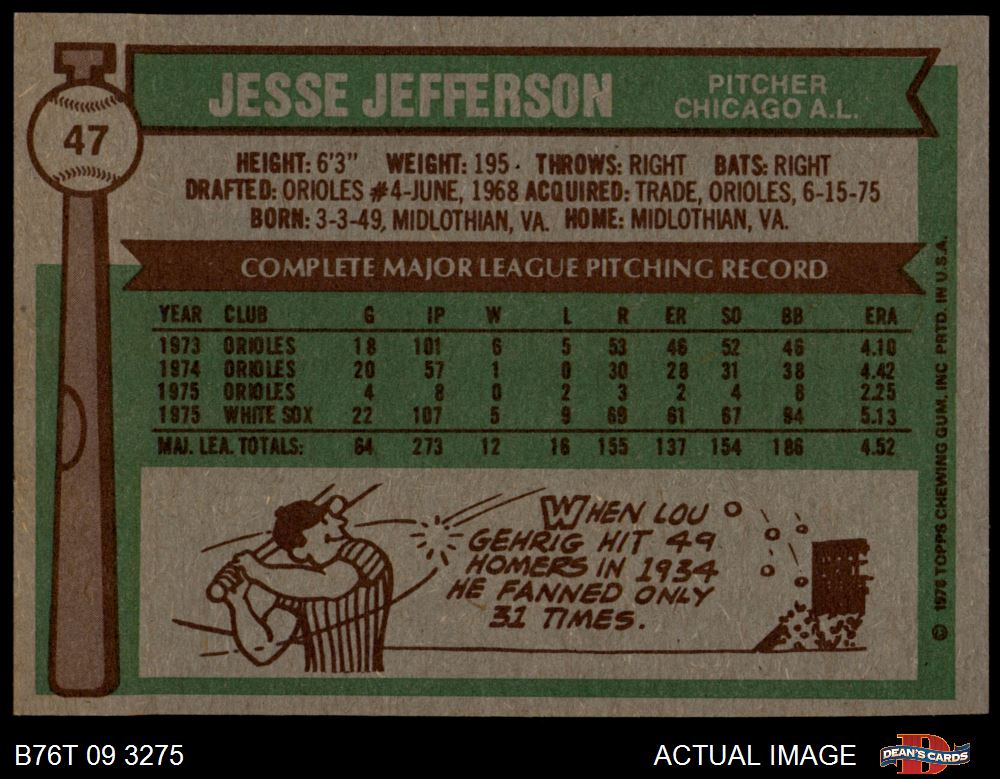 47
JESSE JEFFERSON
PITCHER
CHICAGO A.L.
HEIGHT: 6'3" WEIGHT: 195 · THROWS: RIGHT BATS: RIGHT
DRAFTED: ORIOLES #4-JUNE, 1968 ACQUIRED: TRADE, ORIOLES, 6-15-75
BORN: 3-3-49, MIDLOTHIAN, VA. HOME: MIDLOTHIAN, VA.
COMPLETE MAJOR LEAGUE PITCHING RECORD
YEAR CLUB G IP W L R ER SO BB ERA
1973 ORIOLES 18 101 6 5 53 46 52 46 4.10
1974 ORIOLES 20 57 1 0 30 28 31 38 4.42
1975 ORIOLES 4 8 0 2 3 2 4 8 2.25
1975 WHITE SOX 22 107 5 9 69 61 67 94 5.13
MAJ. LEA. TOTALS: 64 273 12 16 155 137 154 186 4.52
WHEN LOU
GEHRIG HIT 49
HOMERS IN 1934
HE FANNED ONLY
31 TIMES.
© 1976 TOPPS CHEWING GUM, INC PRTD. IN U.S.A.
B76T 09 3275
ACTUAL IMAGE
DEAN'S CARDS